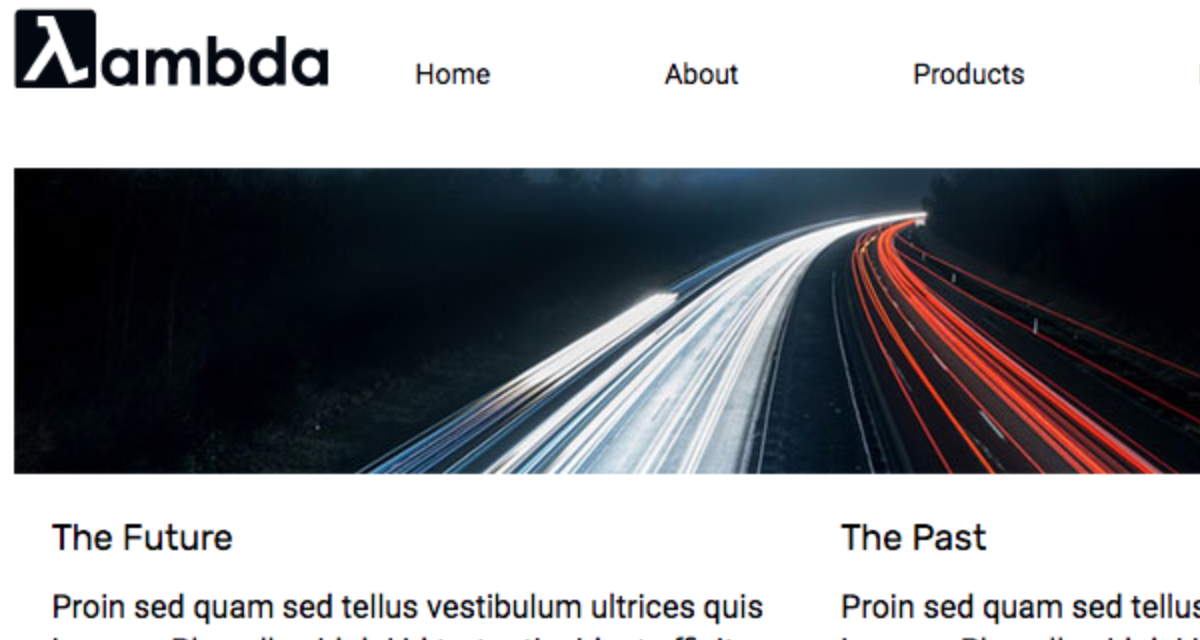 λambda
Home About Products
The Future The Past
Proin sed quam sed tellus vestibulum ultrices quis Proin sed quam sed tellus